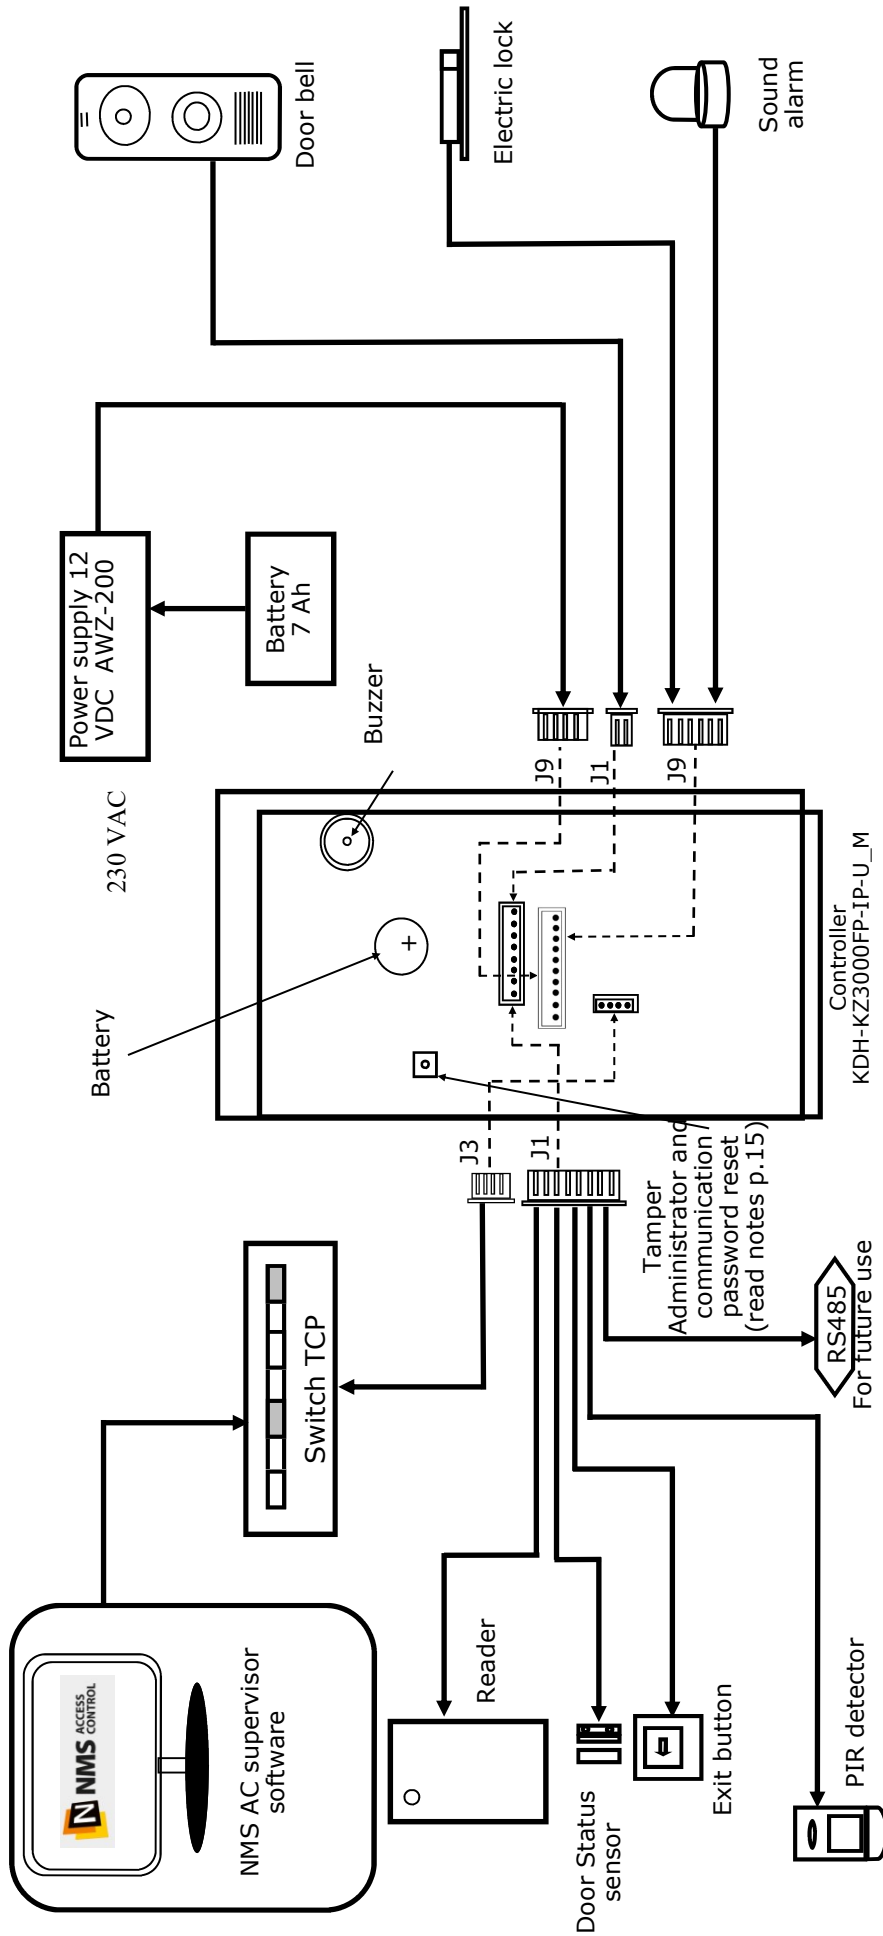 NMS ACCESS
CONTROL
NMS AC supervisor
software
Switch TCP
Reader
Door Status
sensor
Exit button
PIR detector
RS485
For future use
J3
J1
Tamper
Administrator and
communication
password reset
(read notes p.15)
Battery
Controller
KDH-KZ3000FP-IP-U_M
+
Buzzer
230 VAC
Power supply 12
VDC AWZ-200
Battery
7 Ah
J9
J1
J9
Door bell
Electric lock
Sound
alarm